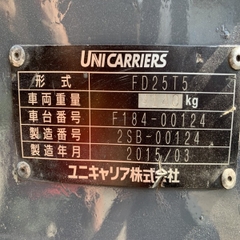 UNICARRIERS
形式 FD25T5
車両重量 kg
車台番号 F184-00124
製造番号 2SB-00124
製造年月 2015/03
ユニキャリア株式会社